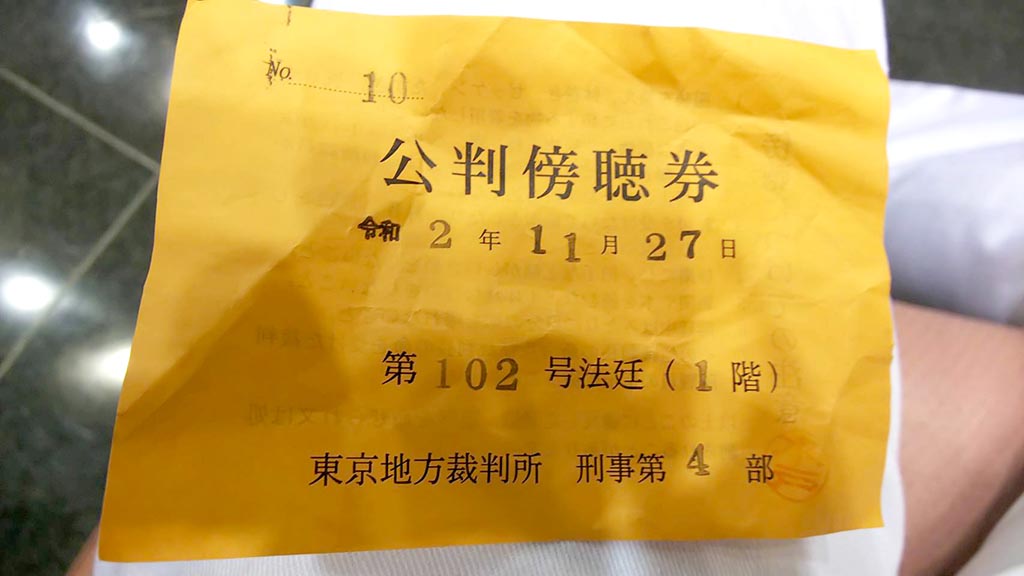 No. 10
公判傍聴券
令和 2 年 11 月 27 日
第 102 号法廷 ( 1 階 )
東京地方裁判所 刑事第 4 部